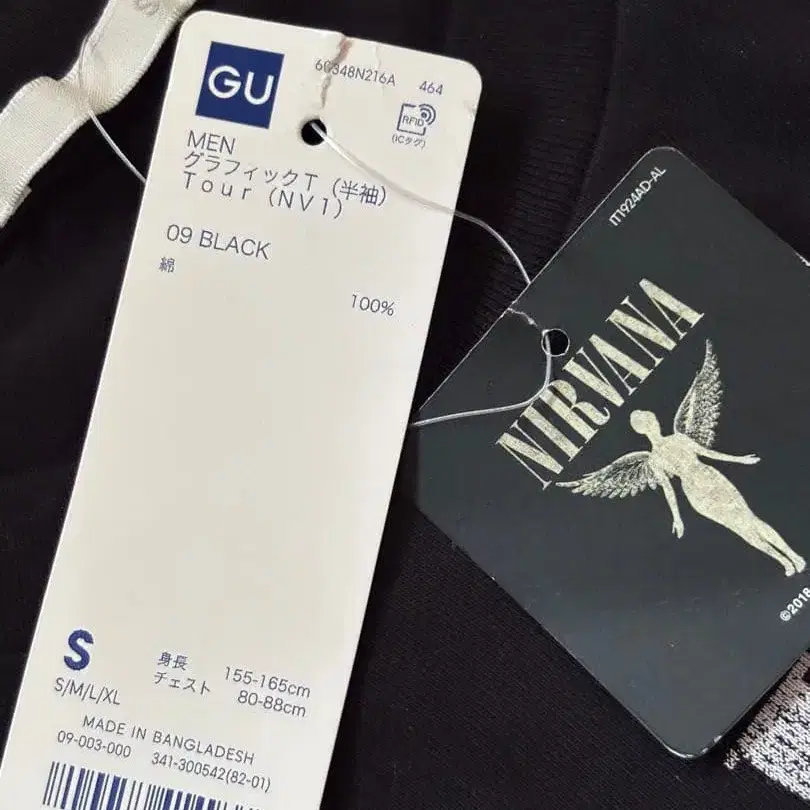 GU
60348N216A 464
RFID
(ICタグ)
MEN
グラフィックT (半袖)
Tour (NV1)
09 BLACK
綿
100%
S
S/M/L/XL
身長 155-165cm
チェスト 80-88cm
MADE IN BANGLADESH
09-003-000 341-300542(82-01)
IT1924AD-AL
NIRVANA
©2018